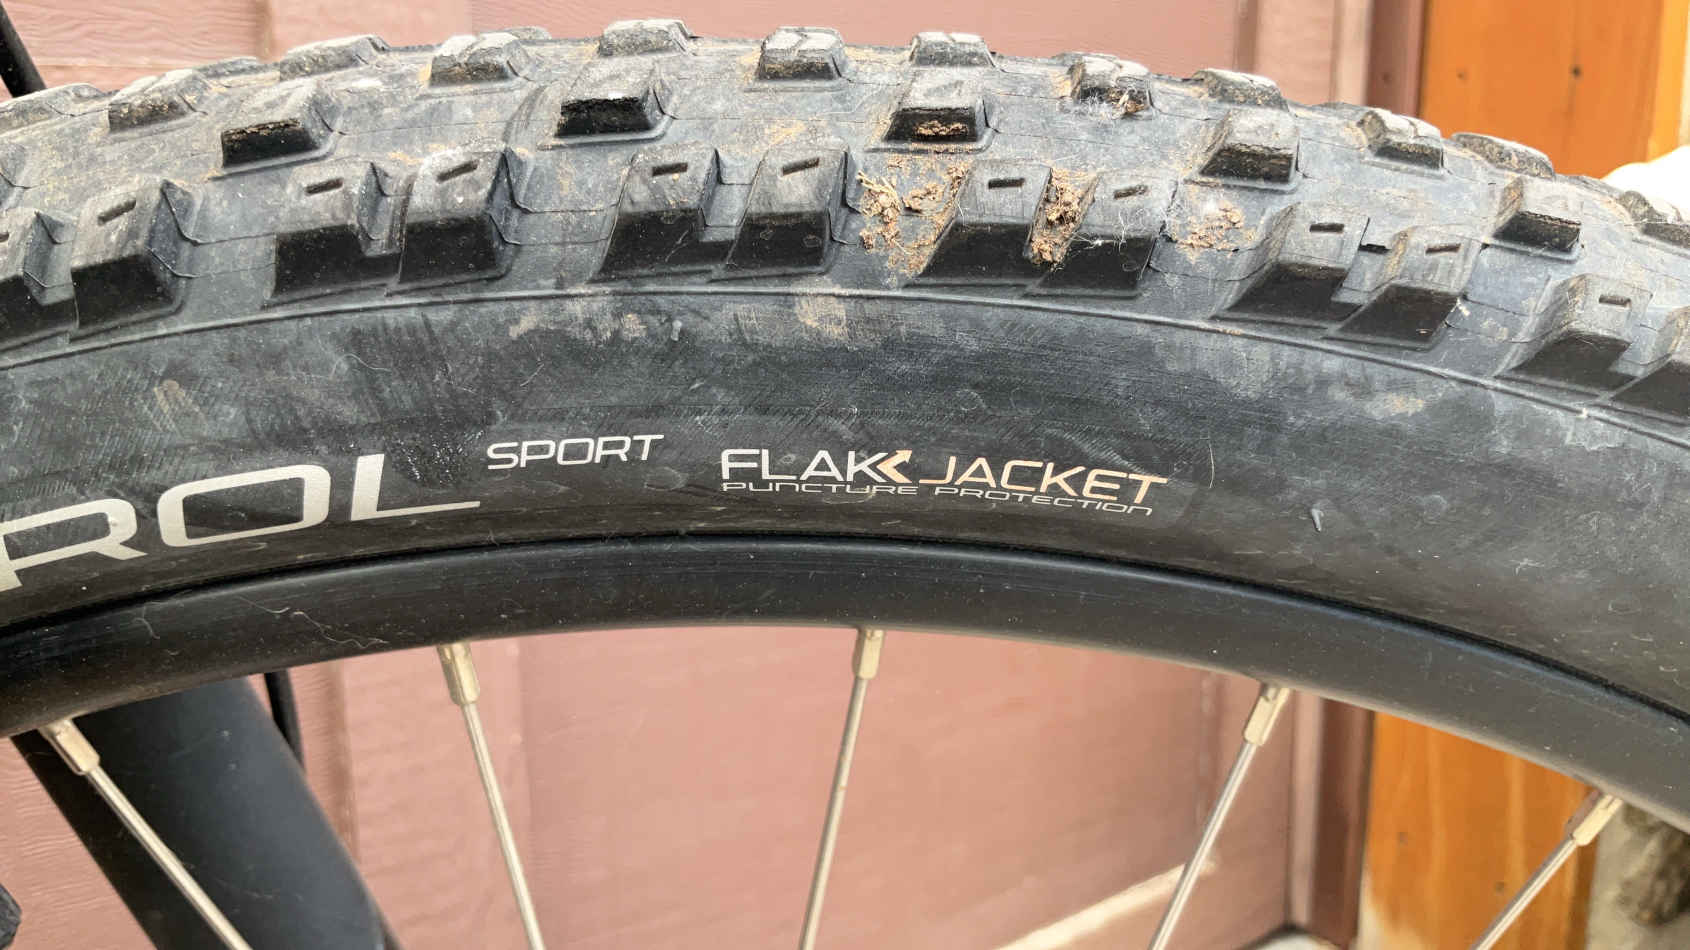 ROL SPORT FLAK JACKET
PUNCTURE PROTECTION